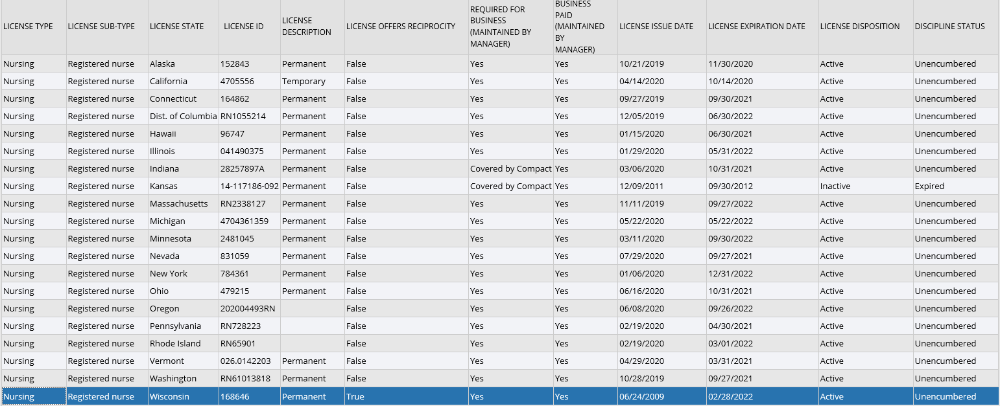 LICENSE TYPE LICENSE SUB-TYPE LICENSE STATE LICENSE ID LICENSE DESCRIPTION LICENSE OFFERS RECIPROCITY REQUIRED FOR BUSINESS (MAINTAINED BY MANAGER) BUSINESS PAID (MAINTAINED BY MANAGER) LICENSE ISSUE DATE LICENSE EXPIRATION DATE LICENSE DISPOSITION DISCIPLINE STATUS
Nursing Registered nurse Alaska 152843 Permanent False Yes Yes 10/21/2019 11/30/2020 Active Unencumbered
Nursing Registered nurse California 4705556 Temporary False Yes Yes 04/14/2020 10/14/2020 Active Unencumbered
Nursing Registered nurse Connecticut 164862 Permanent False Yes Yes 09/27/2019 09/30/2021 Active Unencumbered
Nursing Registered nurse Dist. of Columbia RN1055214 Permanent False Yes Yes 12/05/2019 06/30/2022 Active Unencumbered
Nursing Registered nurse Hawaii 96747 Permanent False Yes Yes 01/15/2020 06/30/2021 Active Unencumbered
Nursing Registered nurse Illinois 041490375 Permanent False Yes Yes 01/29/2020 05/31/2022 Active Unencumbered
Nursing Registered nurse Indiana 28257897A Permanent False Covered by Compact Yes 03/06/2020 10/31/2021 Active Unencumbered
Nursing Registered nurse Kansas 14-117186-092 Permanent False Covered by Compact Yes 12/09/2011 09/30/2012 Inactive Expired
Nursing Registered nurse Massachusetts RN2338127 Permanent False Yes Yes 11/11/2019 09/27/2022 Active Unencumbered
Nursing Registered nurse Michigan 4704361359 Permanent False Yes Yes 05/22/2020 05/22/2022 Active Unencumbered
Nursing Registered nurse Minnesota 2481045 Permanent False Yes Yes 03/11/2020 09/30/2022 Active Unencumbered
Nursing Registered nurse Nevada 831059 Permanent False Yes Yes 07/29/2020 09/27/2021 Active Unencumbered
Nursing Registered nurse New York 784361 Permanent False Yes Yes 01/06/2020 12/31/2022 Active Unencumbered
Nursing Registered nurse Ohio 479215 Permanent False Yes Yes 06/16/2020 10/31/2021 Active Unencumbered
Nursing Registered nurse Oregon 202004493RN False Yes Yes 06/08/2020 09/26/2022 Active Unencumbered
Nursing Registered nurse Pennsylvania RN728223 False Yes Yes 02/19/2020 04/30/2021 Active Unencumbered
Nursing Registered nurse Rhode Island RN65901 False Yes Yes 02/19/2020 03/01/2022 Active Unencumbered
Nursing Registered nurse Vermont 026.0142203 Permanent False Yes Yes 04/29/2020 03/31/2021 Active Unencumbered
Nursing Registered nurse Washington RN61013818 Permanent False Yes Yes 10/28/2019 09/27/2021 Active Unencumbered
Nursing Registered nurse Wisconsin 168646 Permanent True Yes Yes 06/24/2009 02/28/2022 Active Unencumbered